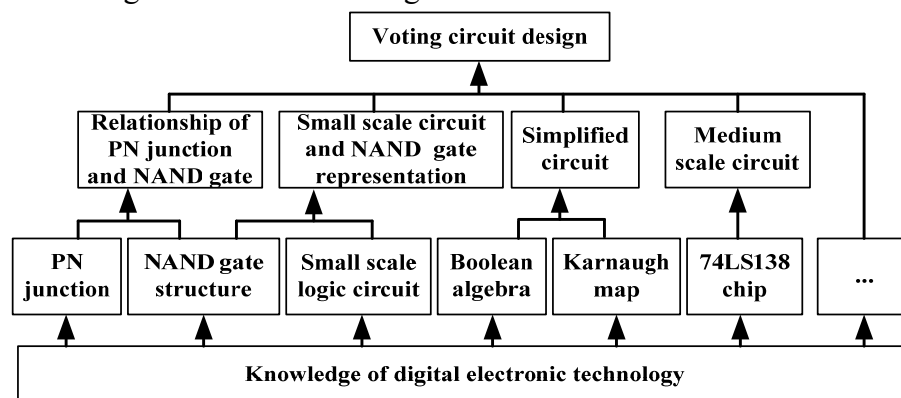 Voting circuit design
Relationship of
PN junction
and NAND gate
Small scale circuit
and NAND gate
representation
Simplified
circuit
Medium
scale circuit
PN
junction
NAND gate
structure
Small scale
logic circuit
Boolean
algebra
Karnaugh
map
74LS138
chip
...
Knowledge of digital electronic technology